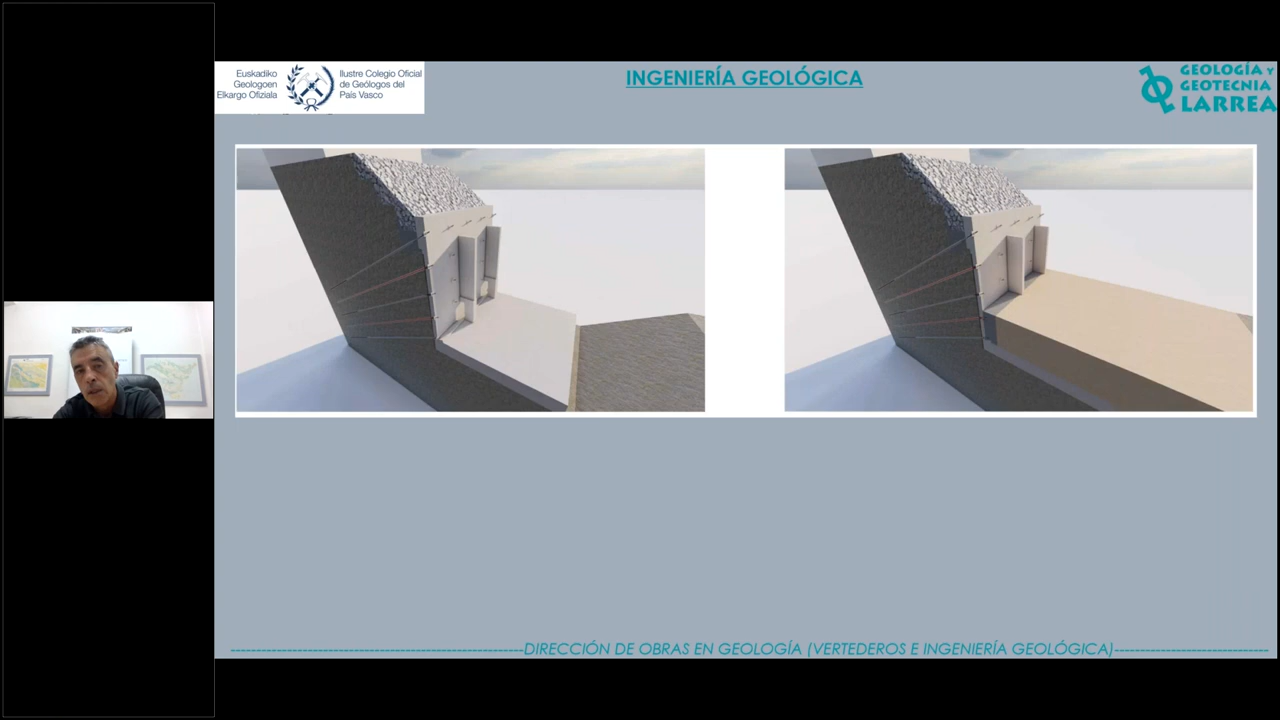 Euskadiko
Geologoen
Elkargo Ofiziala
Ilustre Colegio Oficial
de Geólogos del
País Vasco
INGENIERÍA GEOLÓGICA
GEOLOGÍA Y
GEOTECNIA
LARREA
DIRECCIÓN DE OBRAS EN GEOLOGÍA (VERTEDEROS E INGENIERÍA GEOLÓGICA)